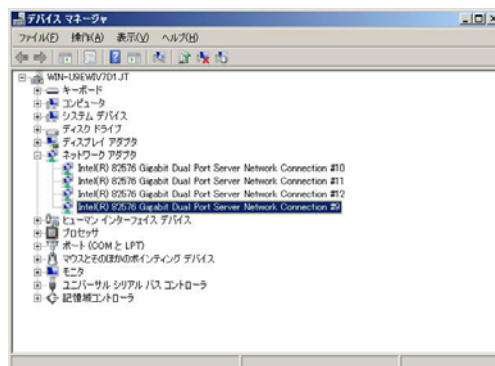 デバイス マネージャ
ファイル(F) 操作(A) 表示(V) ヘルプ(H)
WIN-U9EWIV7D1JT
キーボード
コンピュータ
システム デバイス
ディスク ドライブ
ディスプレイ アダプタ
ネットワーク アダプタ
Intel(R) 82576 Gigabit Dual Port Server Network Connection #10
Intel(R) 82576 Gigabit Dual Port Server Network Connection #11
Intel(R) 82576 Gigabit Dual Port Server Network Connection #12
Intel(R) 82576 Gigabit Dual Port Server Network Connection #9
ヒューマン インターフェイス デバイス
プロセッサ
ポート (COM と LPT)
マウスとそのほかのポインティング デバイス
モニタ
ユニバーサル シリアル バス コントローラ
記憶域コントローラ